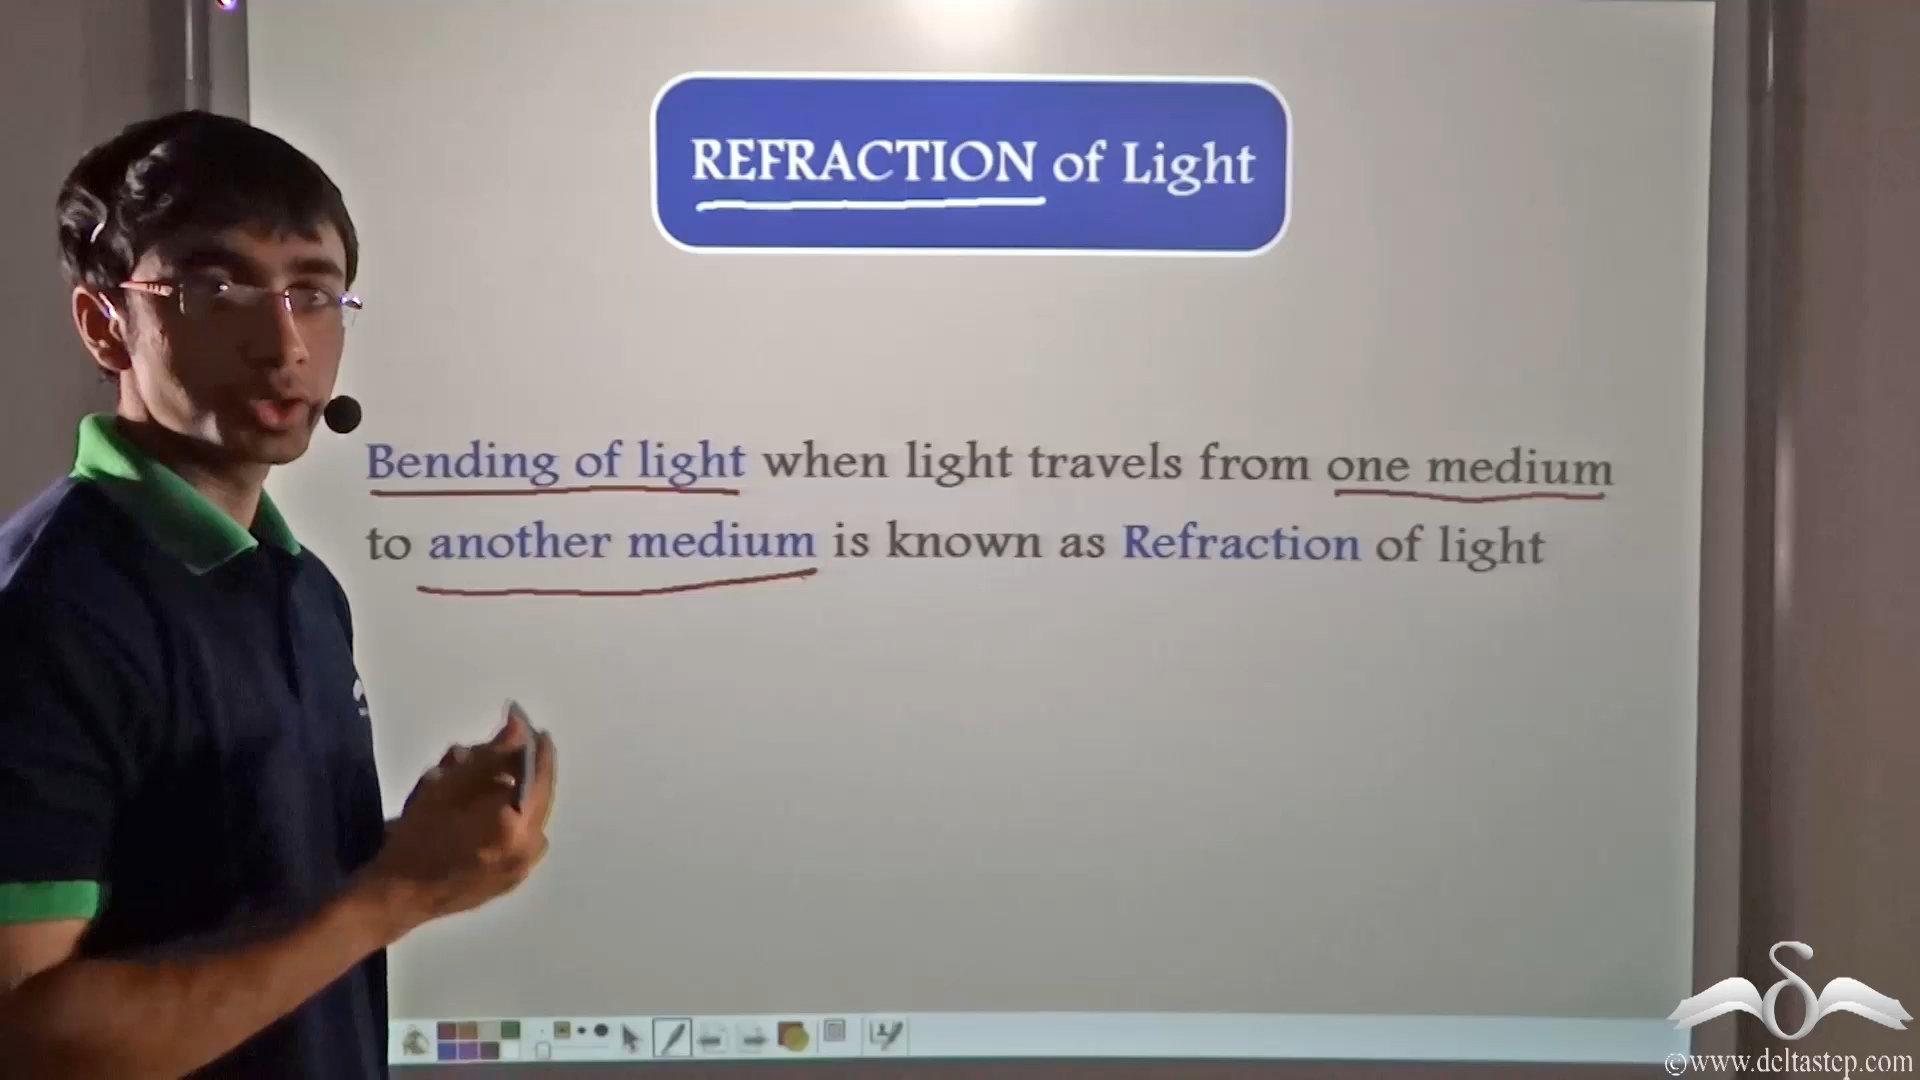 REFRACTION of Light
Bending of light when light travels from one medium
to another medium is known as Refraction of light
©www.deltastep.com